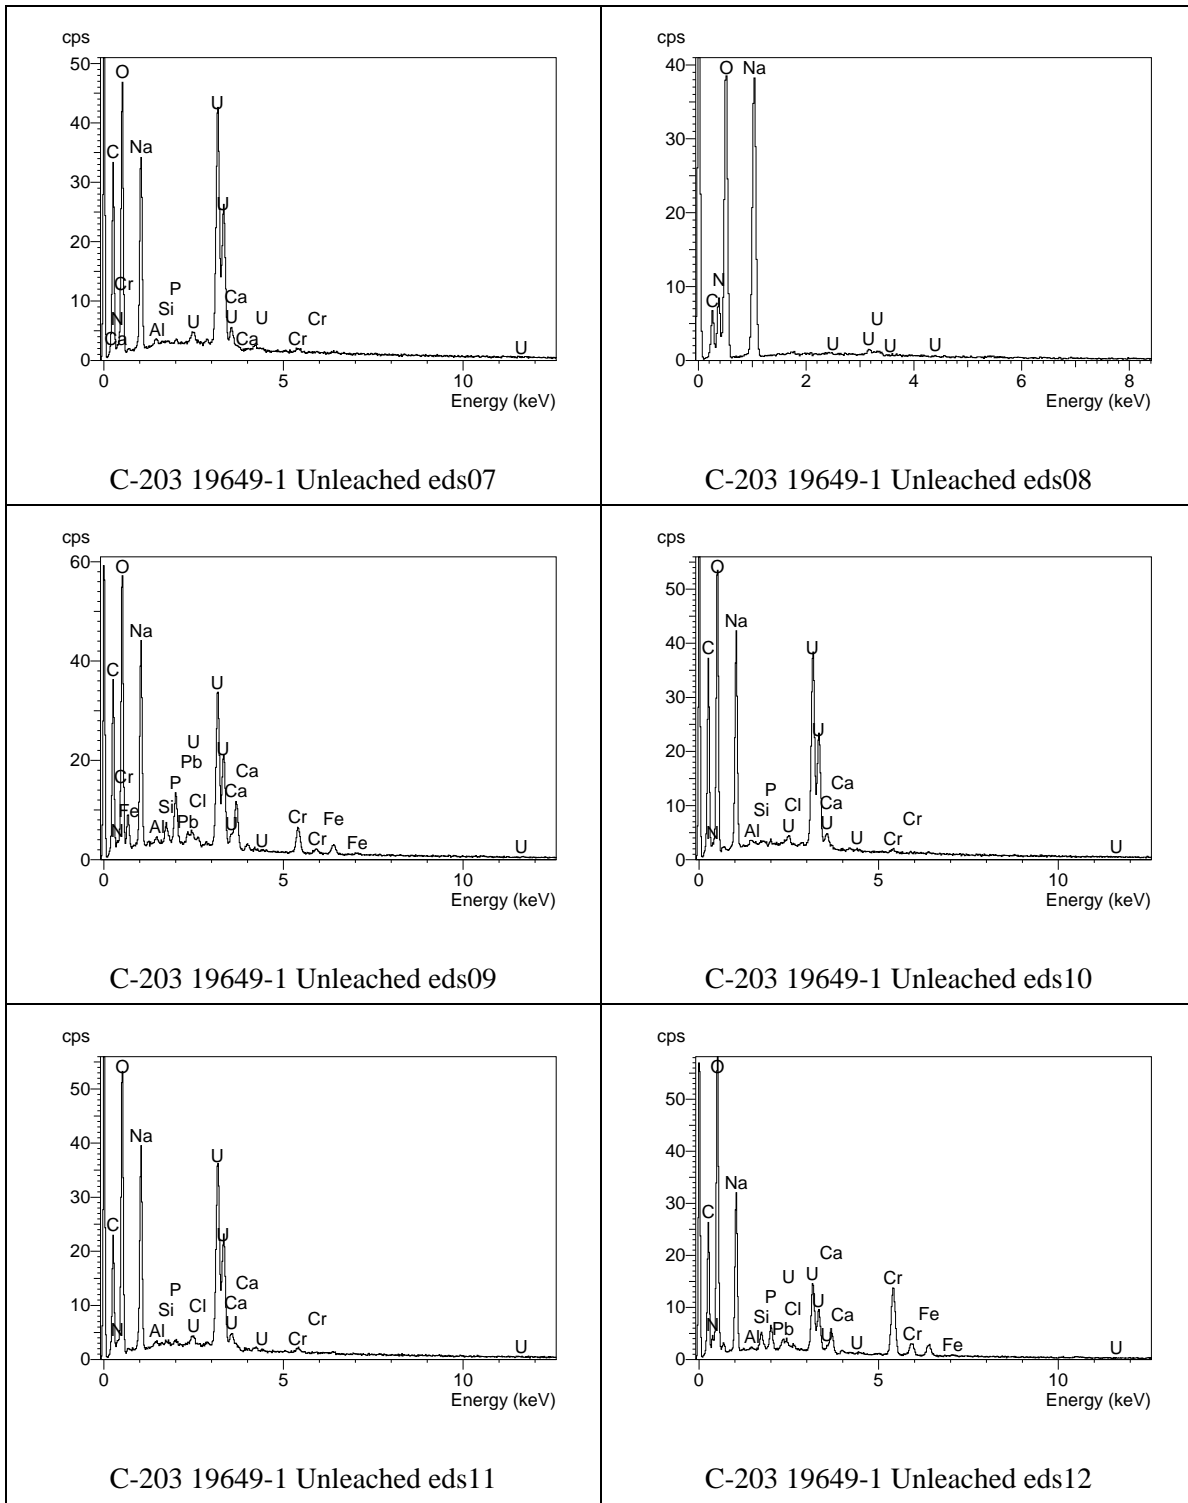 cps
50
40
30
20
10
0
O
C
Na
U
U
Cr
N
Ca
P
Si
Al
U
Ca
U
Ca
U
Cr
Cr
U
0 5 10
Energy (keV)
C-203 19649-1 Unleached eds07
cps
40
30
20
10
0
O Na
N
C
U
U
U
U
U
0 2 4 6 8
Energy (keV)
C-203 19649-1 Unleached eds08
cps
60
40
20
0
O
Na
C
U
U
Cr
Fe
N
P
Si
Al
U
Pb
Cl
Pb
Ca
Ca
U
U
Cr
Cr
Fe
Fe
U
0 5 10
Energy (keV)
C-203 19649-1 Unleached eds09
cps
50
40
30
20
10
0
O
Na
C
U
U
N
P
Si
Al
Cl
U
Ca
Ca
U
U
Cr
Cr
U
0 5 10
Energy (keV)
C-203 19649-1 Unleached eds10
cps
50
40
30
20
10
0
O
Na
C
U
U
N
P
Si
Al
Cl
U
Ca
Ca
U
U
Cr
Cr
U
0 5 10
Energy (keV)
C-203 19649-1 Unleached eds11
cps
50
40
30
20
10
0
O
Na
C
N
P
Si
Al
U
Cl
Pb
U
U
U
Ca
Ca
U
Cr
Cr
Fe
Fe
U
0 5 10
Energy (keV)
C-203 19649-1 Unleached eds12